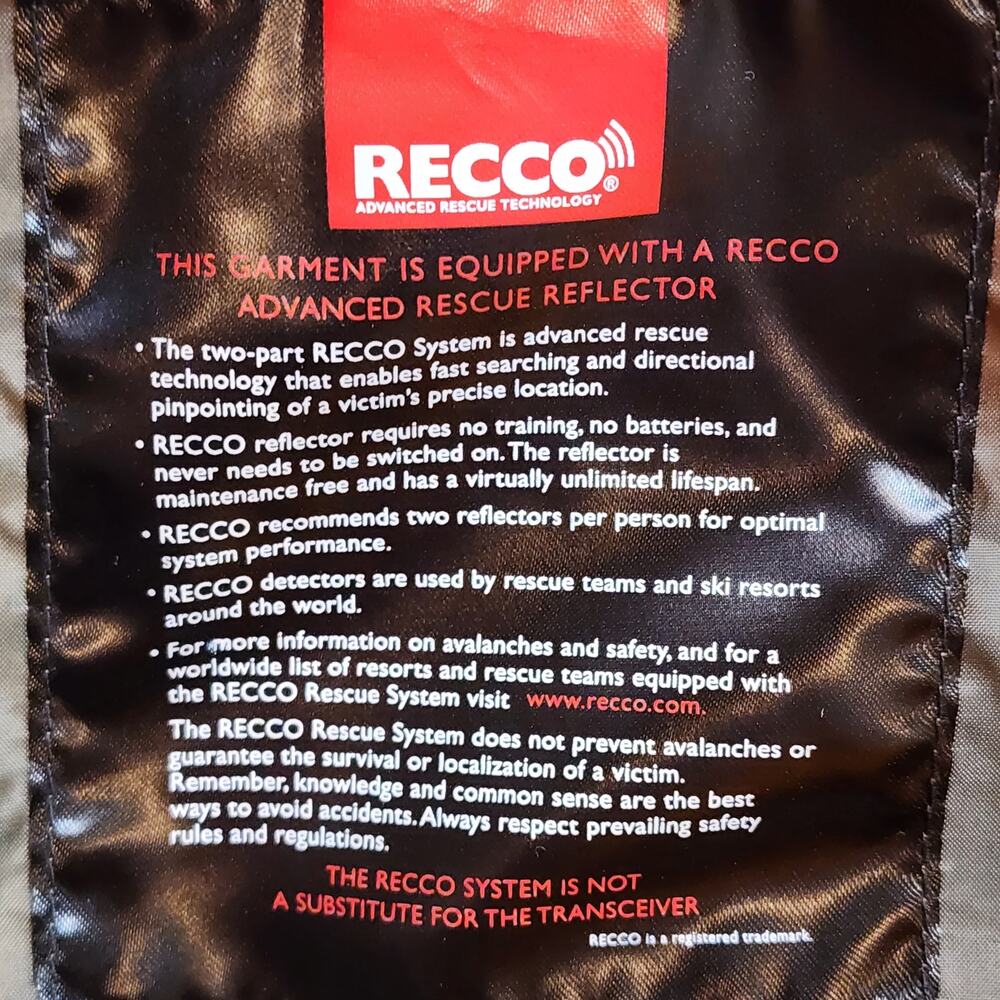 RECCO®
ADVANCED RESCUE TECHNOLOGY
THIS GARMENT IS EQUIPPED WITH A RECCO
ADVANCED RESCUE REFLECTOR
• The two-part RECCO System is advanced rescue
technology that enables fast searching and directional
pinpointing of a victim's precise location.
• RECCO reflector requires no training, no batteries, and
never needs to be switched on. The reflector is
maintenance free and has a virtually unlimited lifespan.
• RECCO recommends two reflectors per person for optimal
system performance.
• RECCO detectors are used by rescue teams and ski resorts
around the world.
• For more information on avalanches and safety, and for a
worldwide list of resorts and rescue teams equipped with
the RECCO Rescue System visit www.recco.com.
The RECCO Rescue System does not prevent avalanches or
guarantee the survival or localization of a victim.
Remember, knowledge and common sense are the best
ways to avoid accidents. Always respect prevailing safety
rules and regulations.
THE RECCO SYSTEM IS NOT
A SUBSTITUTE FOR THE TRANSCEIVER
RECCO is a registered trademark.